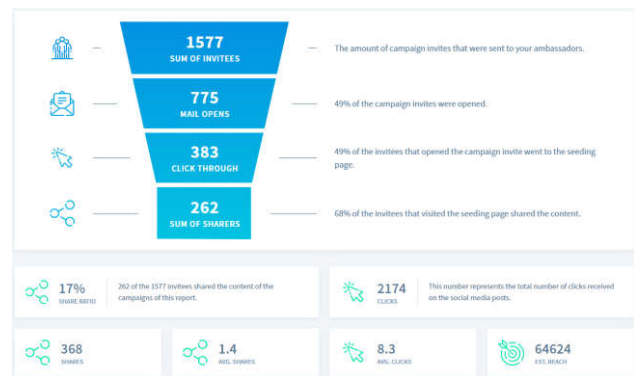 1577
SUM OF INVITEES
The amount of campaign invites that were sent to your ambassadors.
775
MAIL OPENS
49% of the campaign invites were opened.
383
CLICK THROUGH
49% of the invitees that opened the campaign invite went to the seeding
page.
262
SUM OF SHARERS
68% of the invitees that visited the seeding page shared the content.
17%
SHARE RATIO
262 of the 1577 invitees shared the content of the
campaigns of this report.
2174
CLICKS
This number represents the total number of clicks received
on the social media posts.
368
SHARES
1.4
AVG. SHARES
8.3
AVG. CLICKS
64624
EST. REACH